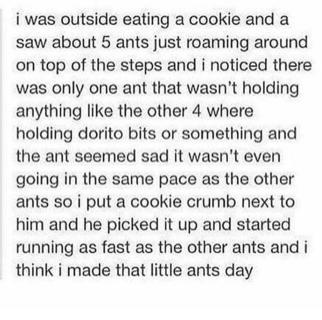 i was outside eating a cookie and a
saw about 5 ants just roaming around
on top of the steps and i noticed there
was only one ant that wasn't holding
anything like the other 4 where
holding dorito bits or something and
the ant seemed sad it wasn't even
going in the same pace as the other
ants so i put a cookie crumb next to
him and he picked it up and started
running as fast as the other ants and i
think i made that little ants day